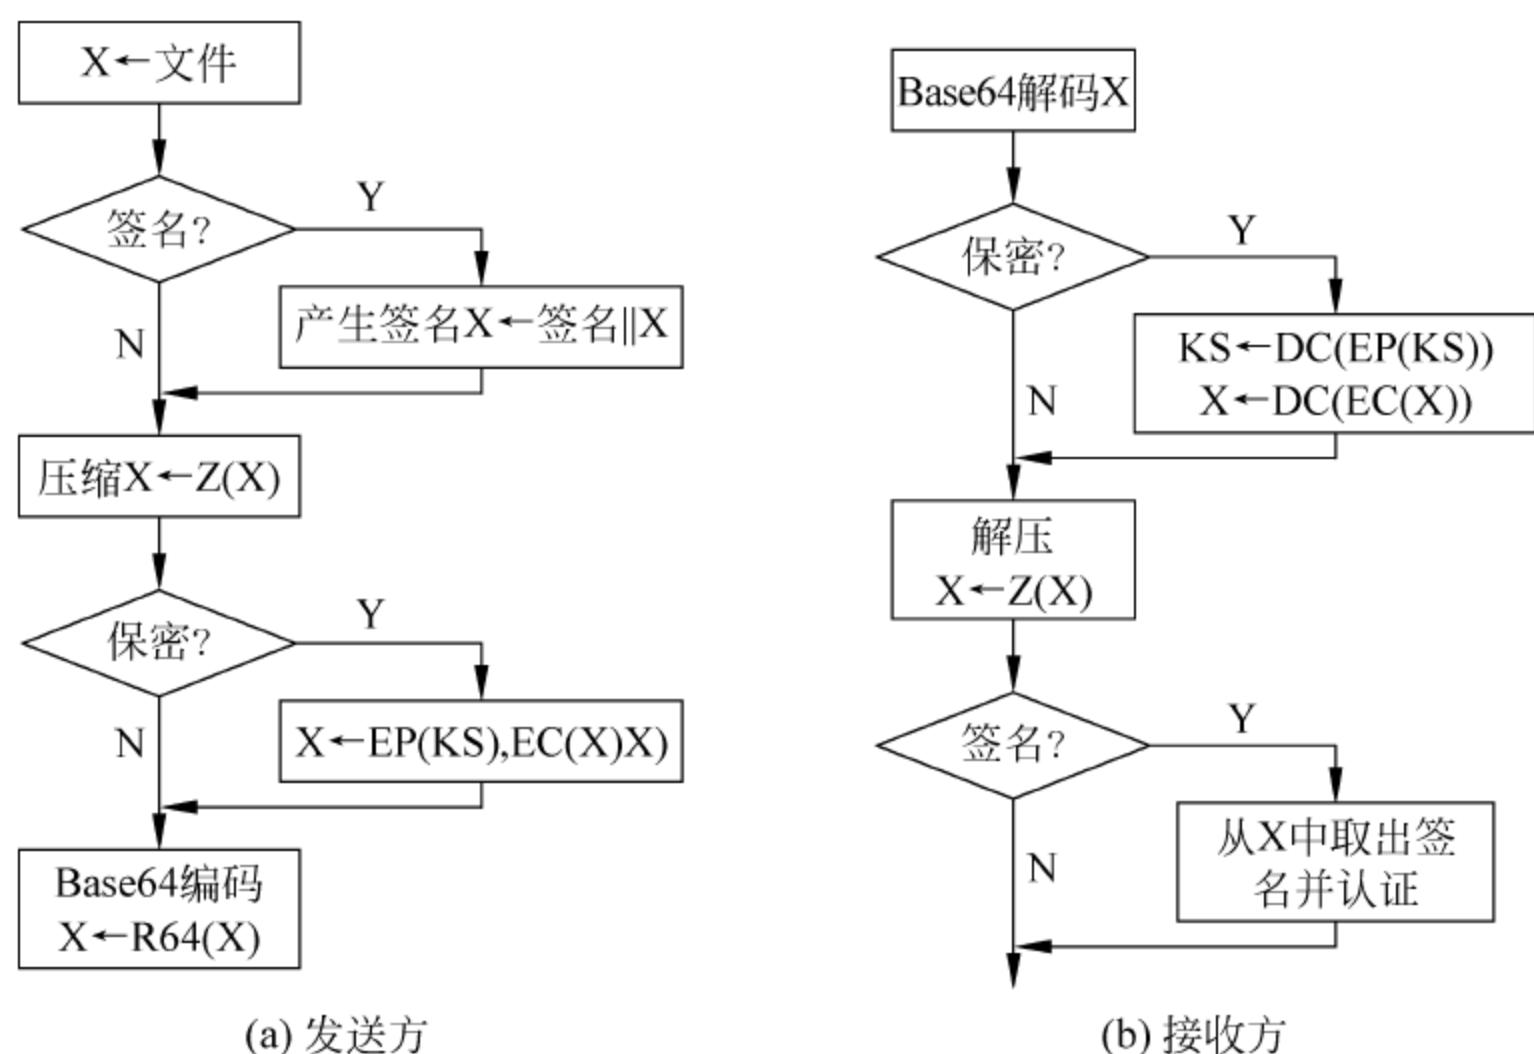 X←文件
签名?
Y
产生签名X←签名||X
N
压缩X←Z(X)
保密?
Y
X←EP(KS),EC(X)X)
N
Base64编码
X←R64(X)
(a) 发送方
Base64解码X
保密?
Y
KS←DC(EP(KS))
X←DC(EC(X))
N
解压
X←Z(X)
签名?
Y
从X中取出签
名并认证
N
(b) 接收方